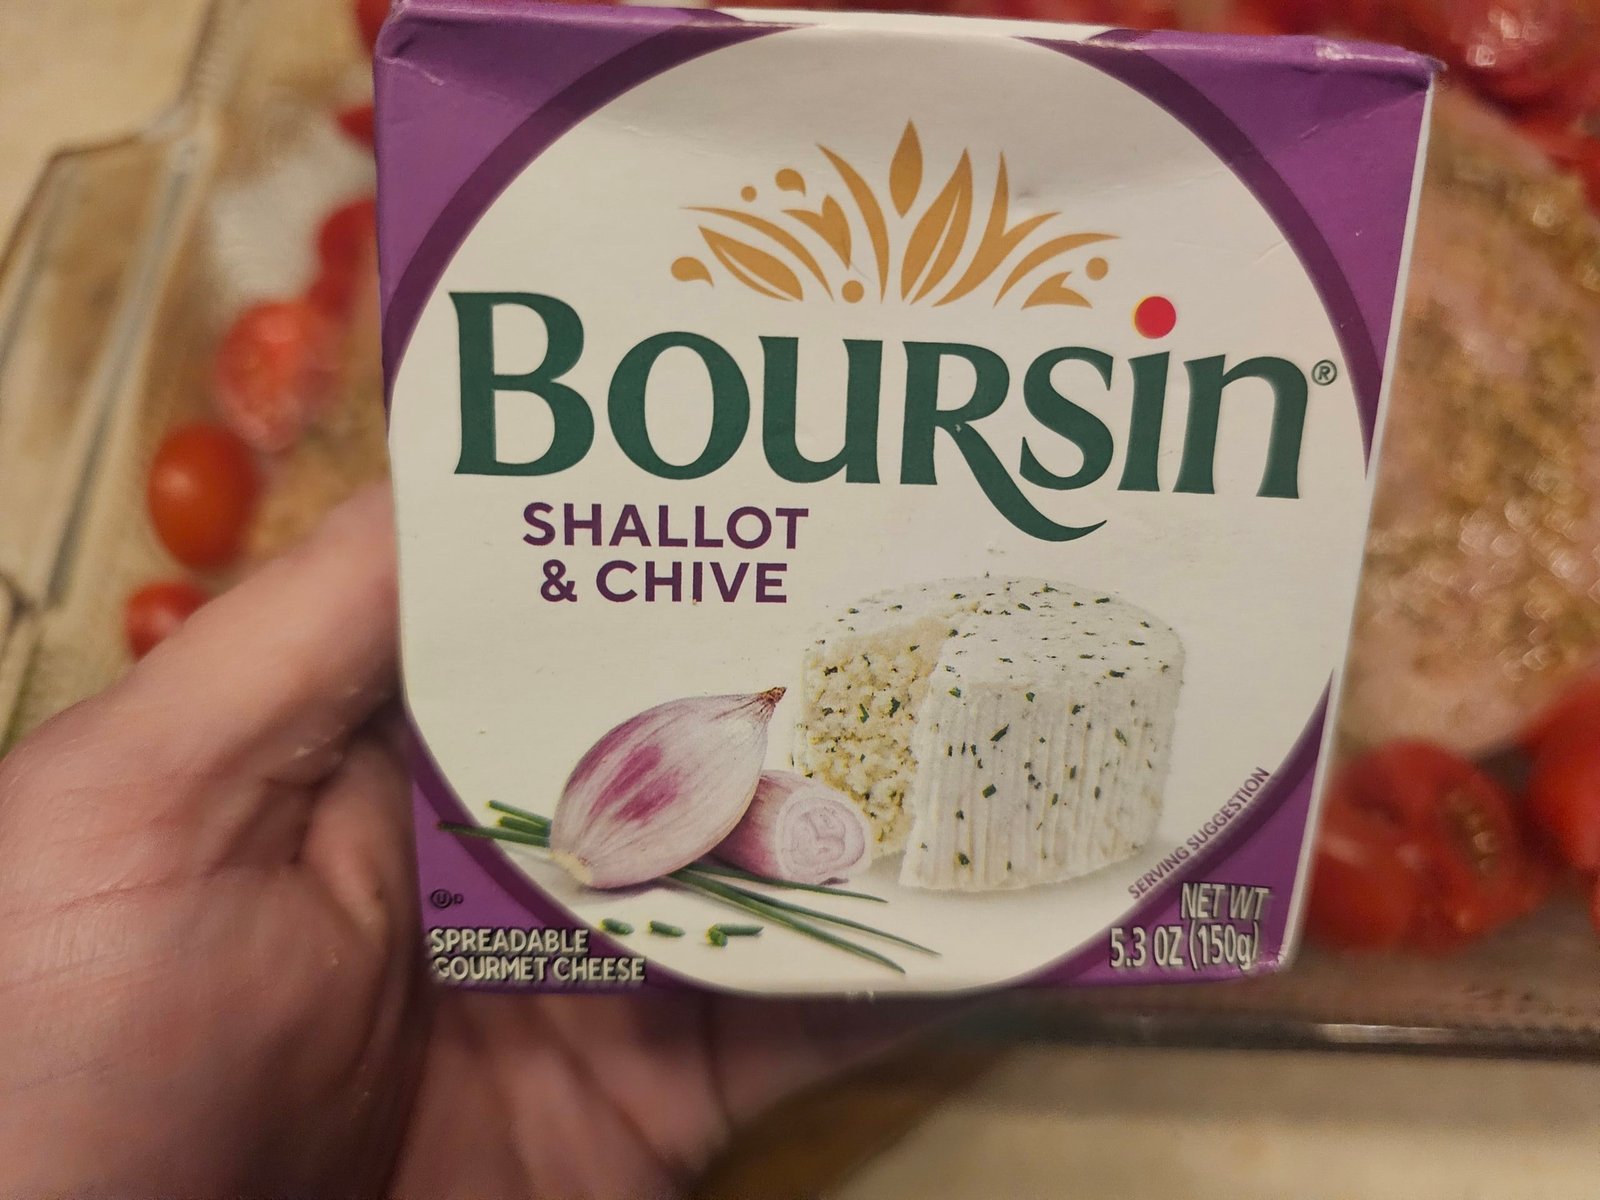 BOURSIN®
SHALLOT
& CHIVE
SERVING SUGGESTION
U D
SPREADABLE
GOURMET CHEESE
NET WT
5.3 OZ (150g)